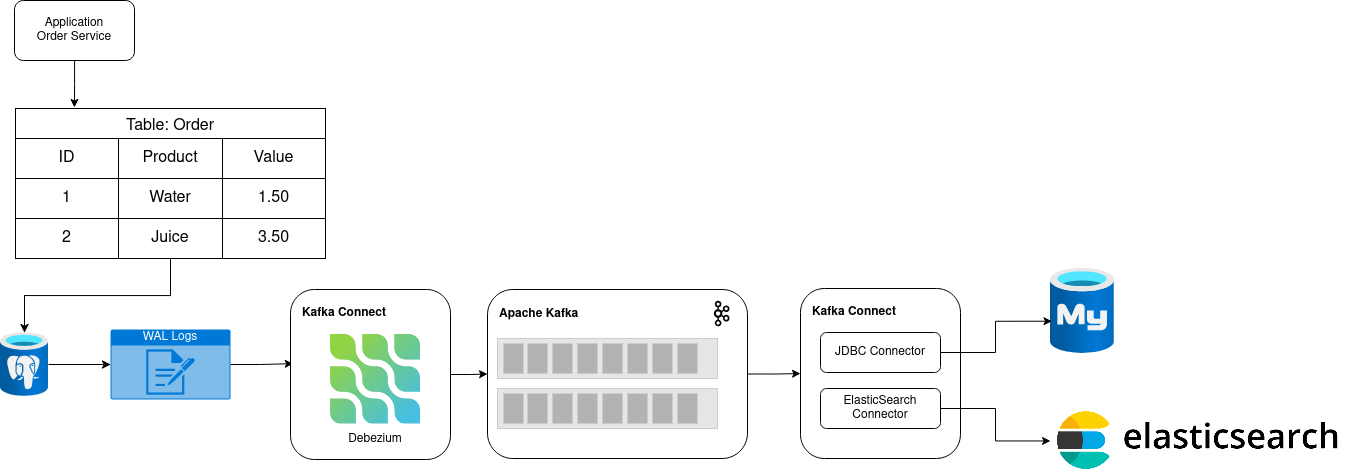 Application
Order Service
Table: Order
ID Product Value
1 Water 1.50
2 Juice 3.50
WAL Logs
Kafka Connect
Debezium
Apache Kafka
Kafka Connect
JDBC Connector
ElasticSearch
Connector
My
elasticsearch